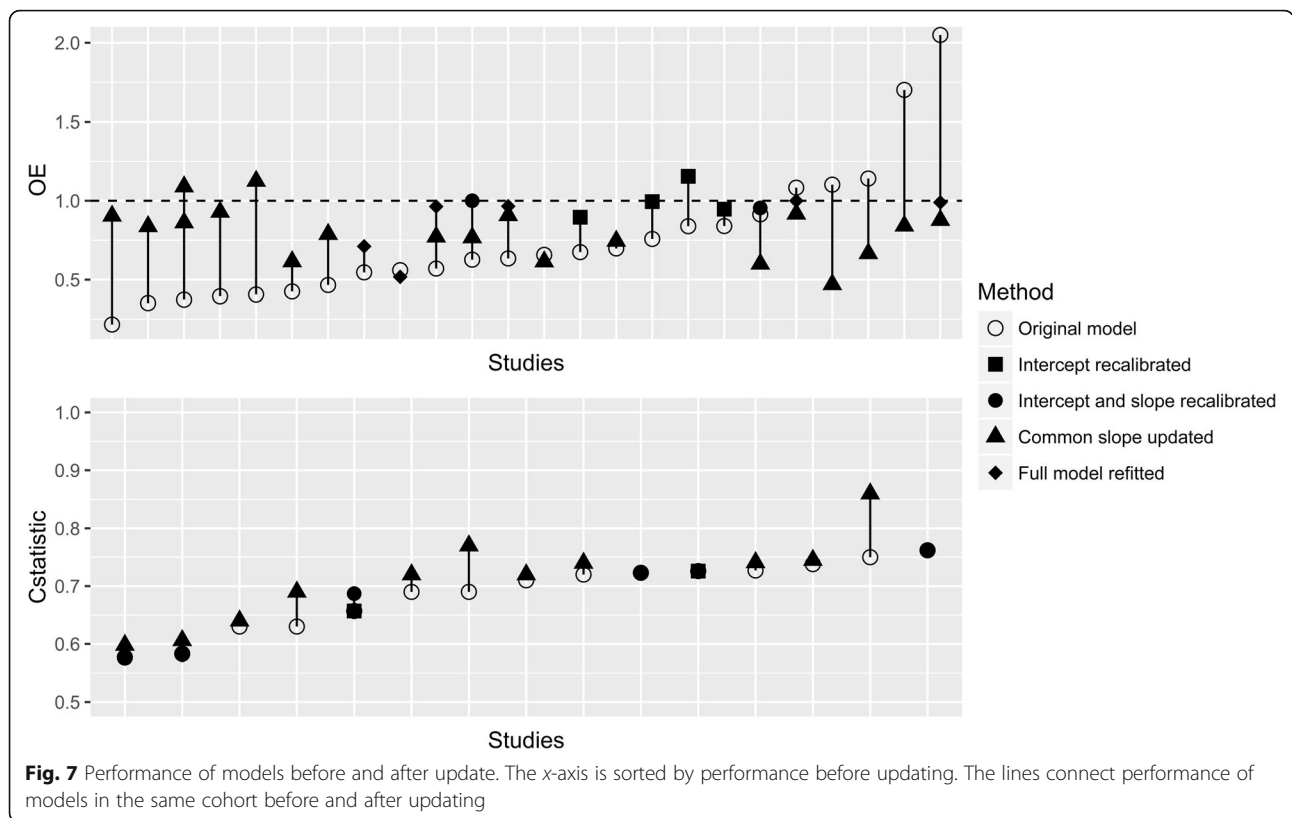 2.0
1.5
1.0
0.5
OE
Studies
1.0
0.9
0.8
0.7
0.6
0.5
Cstatistic
Studies
Method
Original model
Intercept recalibrated
Intercept and slope recalibrated
Common slope updated
Full model refitted
Fig. 7 Performance of models before and after update. The x-axis is sorted by performance before updating. The lines connect performance of
models in the same cohort before and after updating